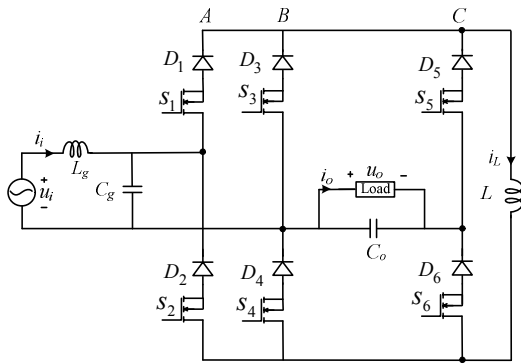 A B C
D1 D3 D5
S1 S3 S5
ii Lg
Cg
ui + -
io + uo -
Load
Co
iL
L
D2 D4 D6
S2 S4 S6